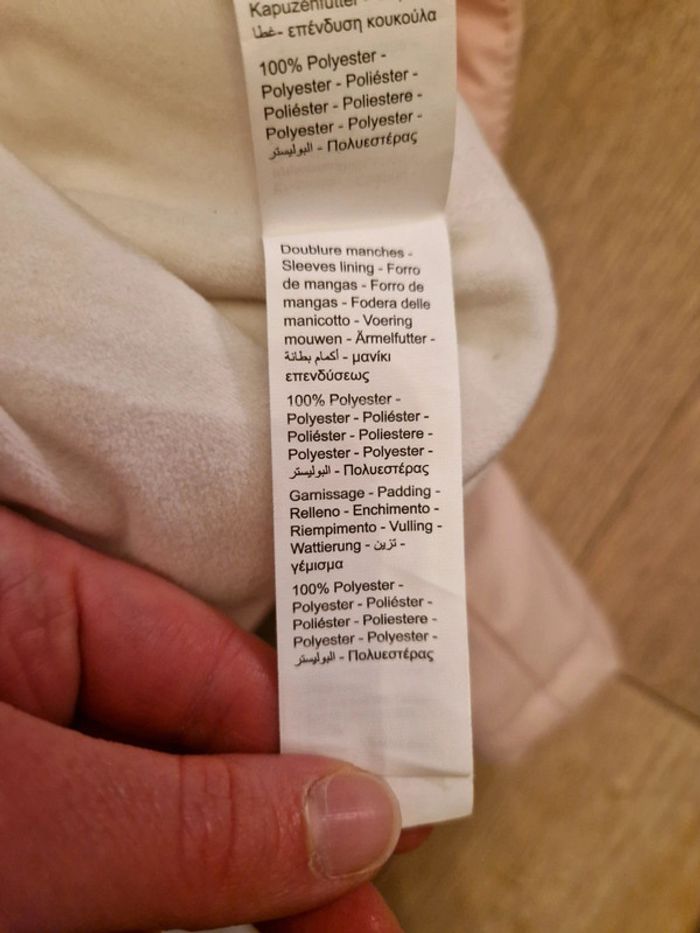 Kapuzenfutter -
غطا - επένδυση κουκούλα
100% Polyester -
Polyester - Poliéster -
Poliéster - Poliestere -
Polyester - Polyester -
البوليستر - Πολυεστέρας
Doublure manches -
Sleeves lining - Forro
de mangas - Forro de
mangas - Fodera delle
manicotto - Voering
mouwen - Ärmelfutter -
أكمام بطانة - μανίκι
επενδύσεως
100% Polyester -
Polyester - Poliéster -
Poliéster - Poliestere -
Polyester - Polyester -
البوليستر - Πολυεστέρας
Garnissage - Padding -
Relleno - Enchimento -
Riempimento - Vulling -
Wattierung - تزين -
γέμισμα
100% Polyester -
Polyester - Poliéster -
Poliéster - Poliestere -
Polyester - Polyester -
البوليستر - Πολυεστέρας